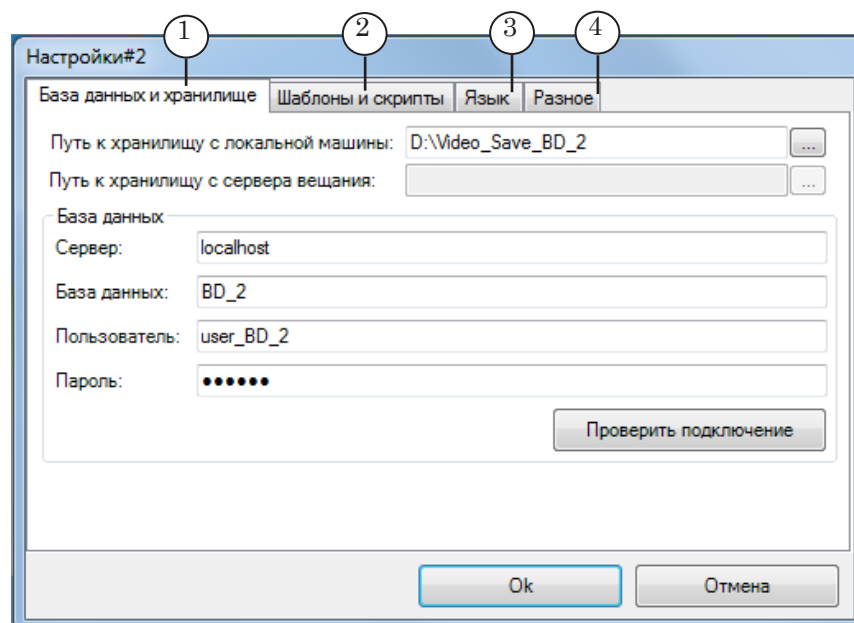 1 2 3 4
Настройки#2
База данных и хранилище Шаблоны и скрипты Язык Разное
Путь к хранилищу с локальной машины: D:\Video_Save_BD_2 ...
Путь к хранилищу с сервера вещания: ...
База данных
Сервер: localhost
База данных: BD_2
Пользователь: user_BD_2
Пароль: ••••••
Проверить подключение
Ok Отмена